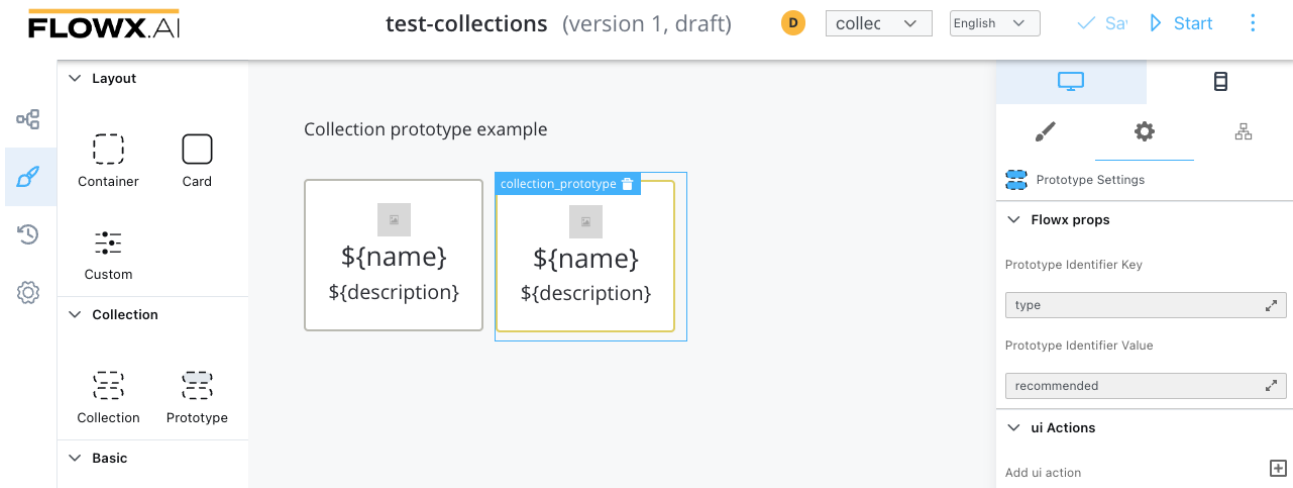 FLOWX.AI
test-collections (version 1, draft)
D
collec
English
Sa
Start
Layout
Container
Card
Custom
Collection
Collection
Prototype
Basic
Collection prototype example
${name}
${description}
collection_prototype
${name}
${description}
Prototype Settings
Flowx props
Prototype Identifier Key
type
Prototype Identifier Value
recommended
ui Actions
Add ui action